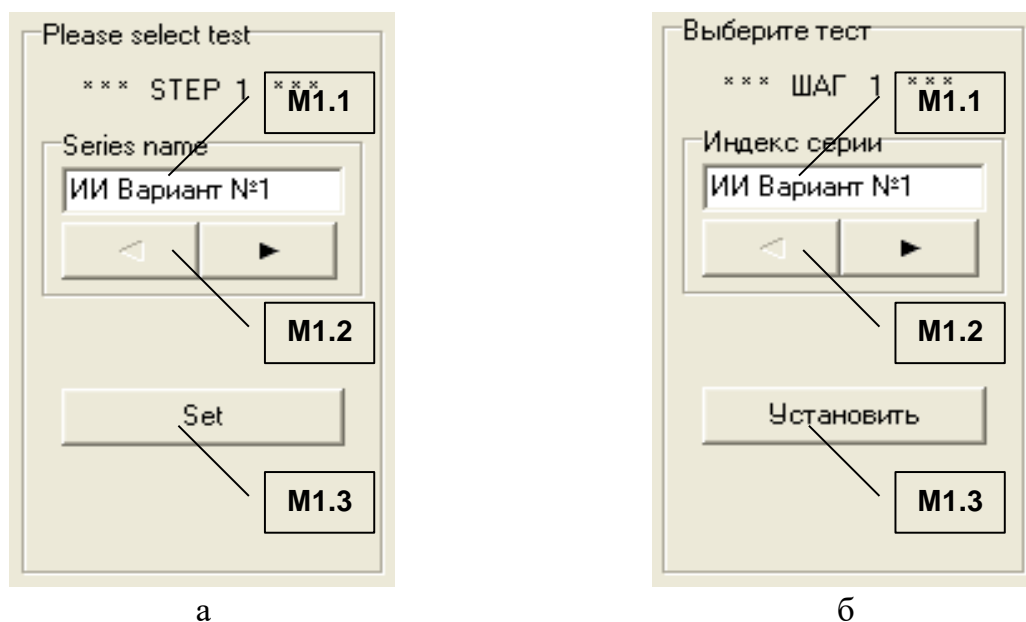 Please select test
*** STEP 1 ***
M1.1
Series name
ИИ Вариант №1
M1.2
Set
M1.3
а
Выберите тест
*** ШАГ 1 ***
M1.1
Индекс серии
ИИ Вариант №1
M1.2
Установить
M1.3
б